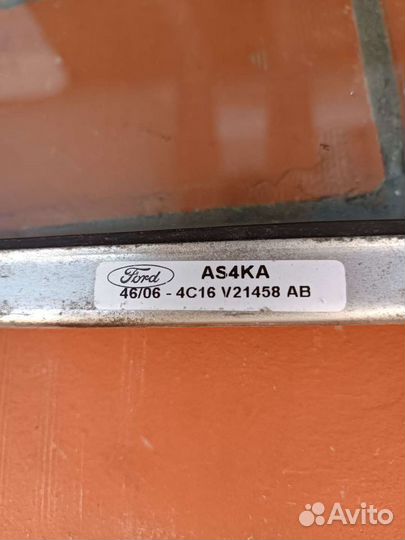 Ford AS4KA
46/06 - 4C16 V21458 AB
Avito